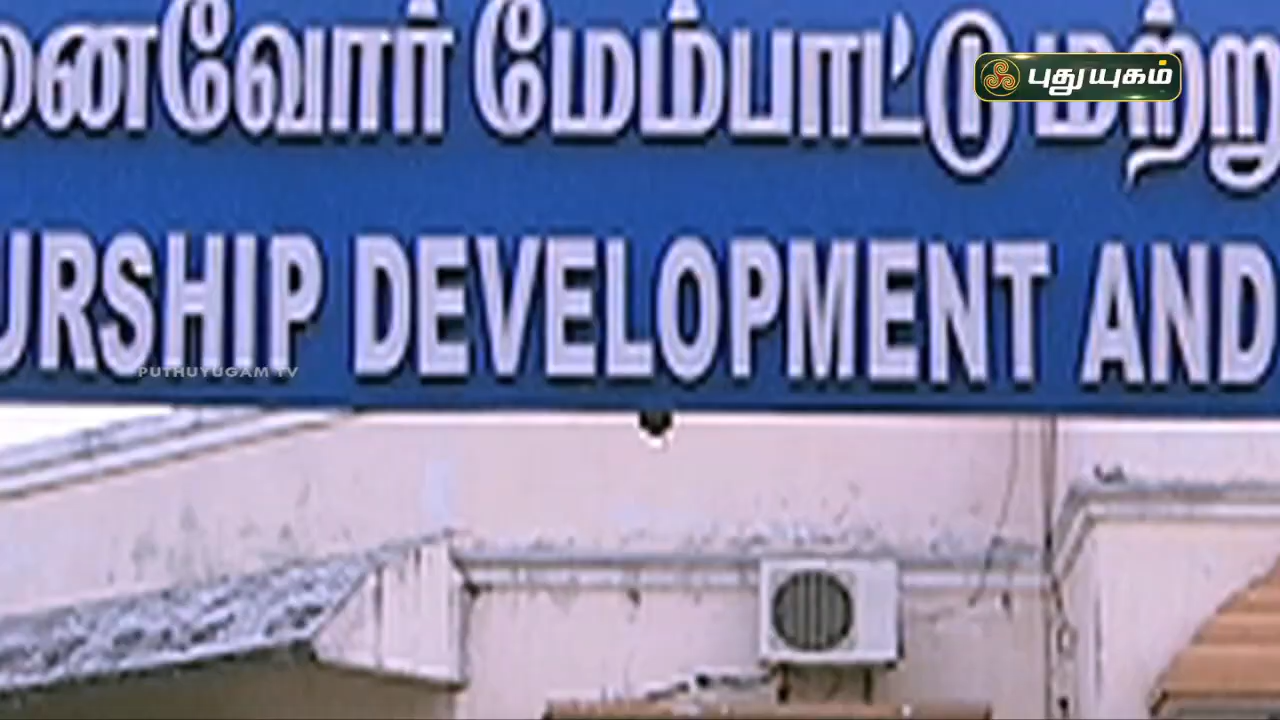 னைவோர் மேம்பாட்டு மற்று
புதுயுகம்
URSHIP DEVELOPMENT AND
PUTHUYUGAM TV